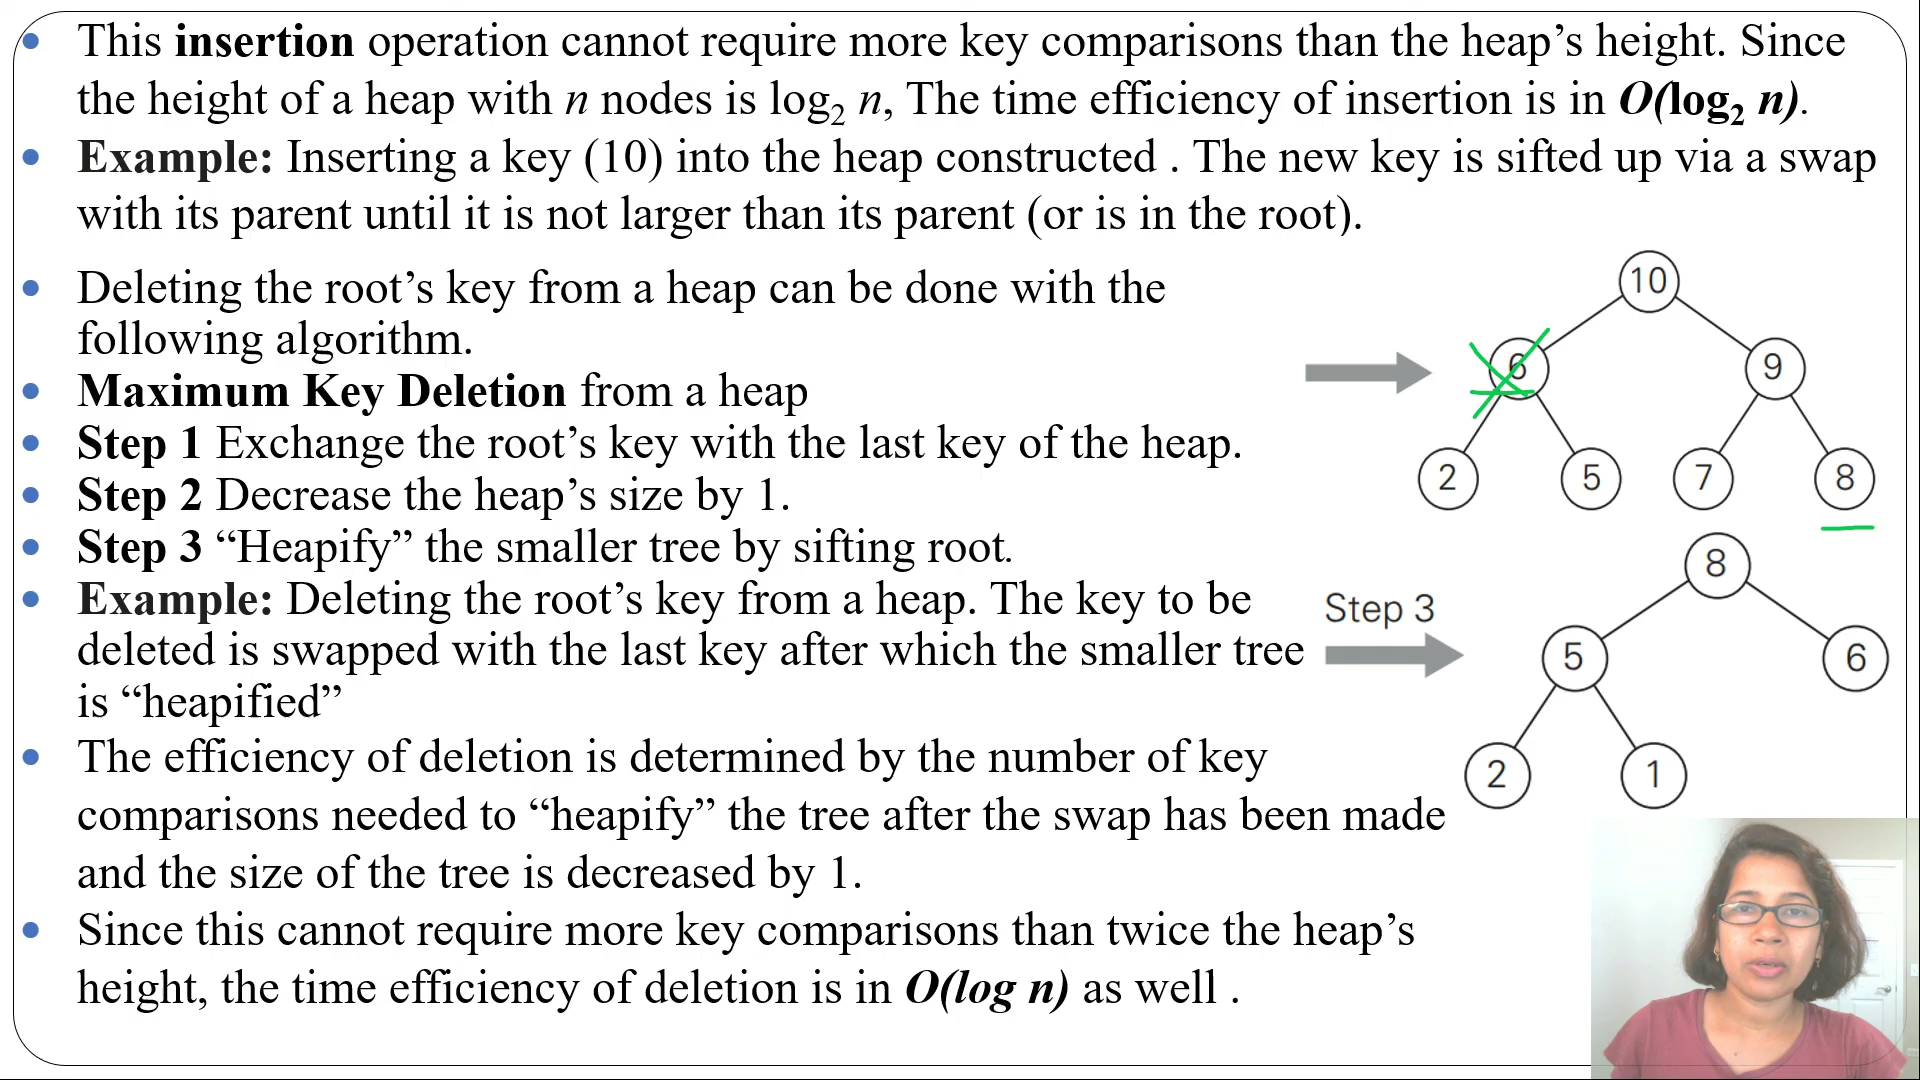 This insertion operation cannot require more key comparisons than the heap’s height. Since
the height of a heap with n nodes is log₂ n, The time efficiency of insertion is in O(log₂ n).
Example: Inserting a key (10) into the heap constructed . The new key is sifted up via a swap
with its parent until it is not larger than its parent (or is in the root).
Deleting the root’s key from a heap can be done with the
following algorithm.
Maximum Key Deletion from a heap
Step 1 Exchange the root’s key with the last key of the heap.
Step 2 Decrease the heap’s size by 1.
Step 3 “Heapify” the smaller tree by sifting root.
Example: Deleting the root’s key from a heap. The key to be
deleted is swapped with the last key after which the smaller tree
is “heapified”
The efficiency of deletion is determined by the number of key
comparisons needed to “heapify” the tree after the swap has been made
and the size of the tree is decreased by 1.
Since this cannot require more key comparisons than twice the heap’s
height, the time efficiency of deletion is in O(log n) as well .
10
6 9
2 5 7 8
Step 3
8
5 6
2 1